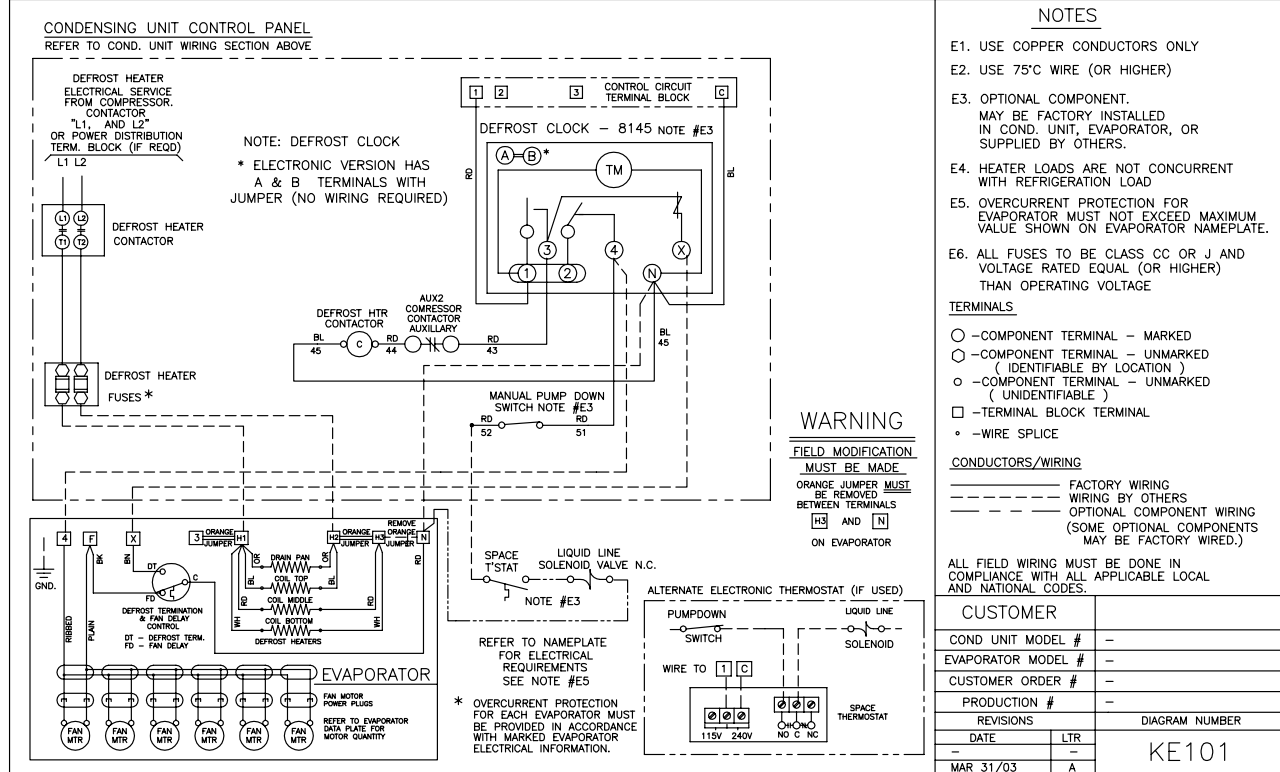 CONDENSING UNIT CONTROL PANEL
REFER TO COND. UNIT WIRING SECTION ABOVE
DEFROST HEATER
ELECTRICAL SERVICE
FROM COMPRESSOR.
CONTACTOR
"L1, AND L2"
OR POWER DISTRIBUTION
TERM. BLOCK (IF REQD)
L1 L2
NOTE: DEFROST CLOCK
* ELECTRONIC VERSION HAS
A & B TERMINALS WITH
JUMPER (NO WIRING REQUIRED)
1 2 3 C
CONTROL CIRCUIT
TERMINAL BLOCK
DEFROST CLOCK - 8145 NOTE #E3
A B *
TM
RD
BL
3 4 X
1 2 N
L1 L2
T1 T2
DEFROST HEATER
CONTACTOR
DEFROST HTR
CONTACTOR
AUX2
COMRESSOR
CONTACTOR
AUXILLARY
BL
45
C
RD
44
RD
43
BL
45
DEFROST HEATER
FUSES *
MANUAL PUMP DOWN
SWITCH NOTE #E3
RD
52
RD
51
WARNING
FIELD MODIFICATION
MUST BE MADE
ORANGE JUMPER MUST
BE REMOVED
BETWEEN TERMINALS
H3 AND N
ON EVAPORATOR
4 F X 3 ORANGE JUMPER H1 H2 ORANGE JUMPER H3 REMOVE ORANGE JUMPER N
GND.
BK
BN
DT
C
FD
DEFROST TERMINATION
& FAN DELAY
CONTROL
DT - DEFROST TERM.
FD - FAN DELAY
RIBBED
PLAIN
OR
BL
RD
WH
DRAIN PAN
COIL TOP
COIL MIDDLE
COIL BOTTOM
DEFROST HEATERS
OR
BL
RD
WH
RD
EVAPORATOR
FAN MOTOR
POWER PLUGS
REFER TO EVAPORATOR
DATA PLATE FOR
MOTOR QUANTITY
FAN MTR
FAN MTR
FAN MTR
FAN MTR
FAN MTR
FAN MTR
SPACE
T'STAT
LIQUID LINE
SOLENOID VALVE N.C.
NOTE #E3
REFER TO NAMEPLATE
FOR ELECTRICAL
REQUIREMENTS
SEE NOTE #E5
* OVERCURRENT PROTECTION
FOR EACH EVAPORATOR MUST
BE PROVIDED IN ACCORDANCE
WITH MARKED EVAPORATOR
ELECTRICAL INFORMATION.
ALTERNATE ELECTRONIC THERMOSTAT (IF USED)
PUMPDOWN
SWITCH
LIQUID LINE
SOLENOID
WIRE TO 1 C
115V 240V
NO C NC
SPACE
THERMOSTAT
NOTES
E1. USE COPPER CONDUCTORS ONLY
E2. USE 75°C WIRE (OR HIGHER)
E3. OPTIONAL COMPONENT.
MAY BE FACTORY INSTALLED
IN COND. UNIT, EVAPORATOR, OR
SUPPLIED BY OTHERS.
E4. HEATER LOADS ARE NOT CONCURRENT
WITH REFRIGERATION LOAD
E5. OVERCURRENT PROTECTION FOR
EVAPORATOR MUST NOT EXCEED MAXIMUM
VALUE SHOWN ON EVAPORATOR NAMEPLATE.
E6. ALL FUSES TO BE CLASS CC OR J AND
VOLTAGE RATED EQUAL (OR HIGHER)
THAN OPERATING VOLTAGE
TERMINALS
-COMPONENT TERMINAL - MARKED
-COMPONENT TERMINAL - UNMARKED
( IDENTIFIABLE BY LOCATION )
-COMPONENT TERMINAL - UNMARKED
( UNIDENTIFIABLE )
-TERMINAL BLOCK TERMINAL
-WIRE SPLICE
CONDUCTORS/WIRING
FACTORY WIRING
WIRING BY OTHERS
OPTIONAL COMPONENT WIRING
(SOME OPTIONAL COMPONENTS
MAY BE FACTORY WIRED.)
ALL FIELD WIRING MUST BE DONE IN
COMPLIANCE WITH ALL APPLICABLE LOCAL
AND NATIONAL CODES.
CUSTOMER
COND UNIT MODEL # -
EVAPORATOR MODEL # -
CUSTOMER ORDER # -
PRODUCTION # -
REVISIONS
DIAGRAM NUMBER
DATE LTR
- -
MAR 31/03 A
KE101